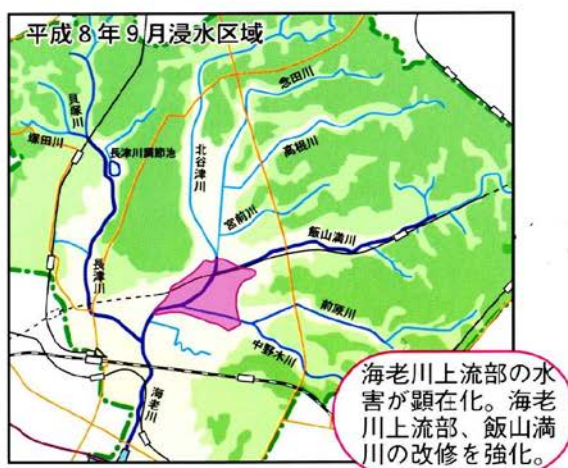 平成8年9月浸水区域
念田川
貝塚川
高根川
塚田川
長津川調節池
北谷津川
宮前川
飯山満川
長津川
前原川
中野木川
海老川
海老川上流部の水
害が顕在化。海老
川上流部、飯山満
川の改修を強化。